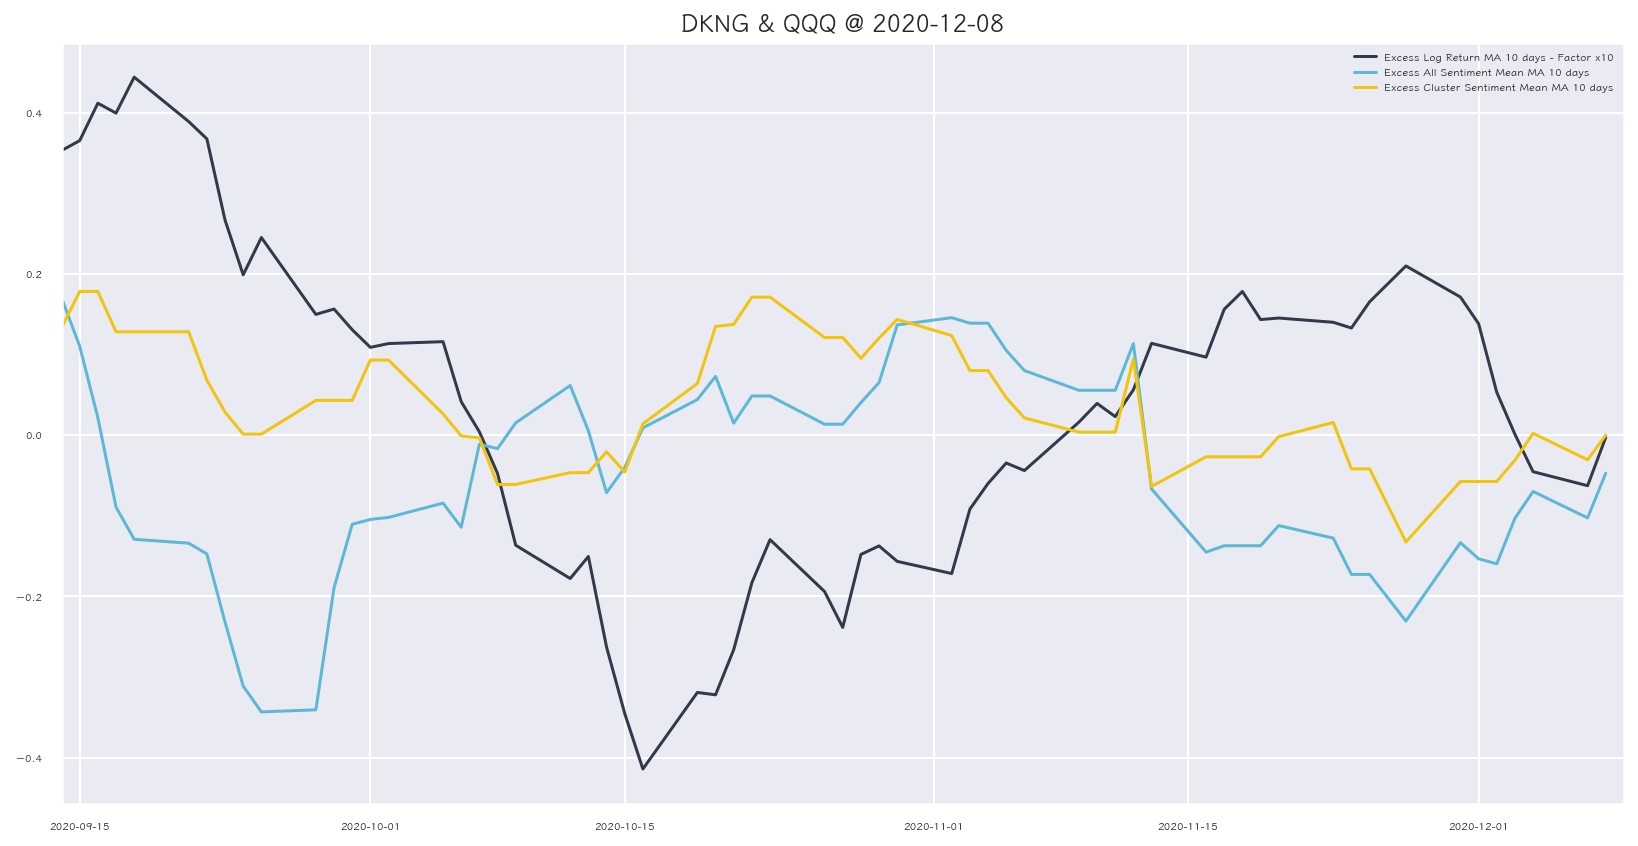 DKNG & QQQ @ 2020-12-08
Excess Log Return MA 10 days - Factor x10
Excess All Sentiment Mean MA 10 days
Excess Cluster Sentiment Mean MA 10 days
0.4
0.2
0.0
−0.2
−0.4
2020-09-15 2020-10-01 2020-10-15 2020-11-01 2020-11-15 2020-12-01